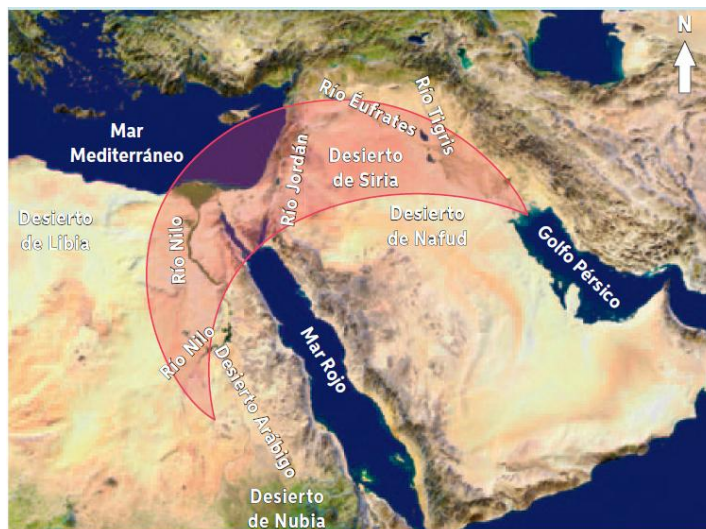 N
Río Éufrates
Río Tigris
Mar
Mediterráneo
Río Jordán
Desierto
de Siria
Desierto
de Libia
Río Nilo
Desierto
de Nafud
Golfo Pérsico
Río Nilo
Mar Rojo
Desierto Arábigo
Desierto
de Nubia